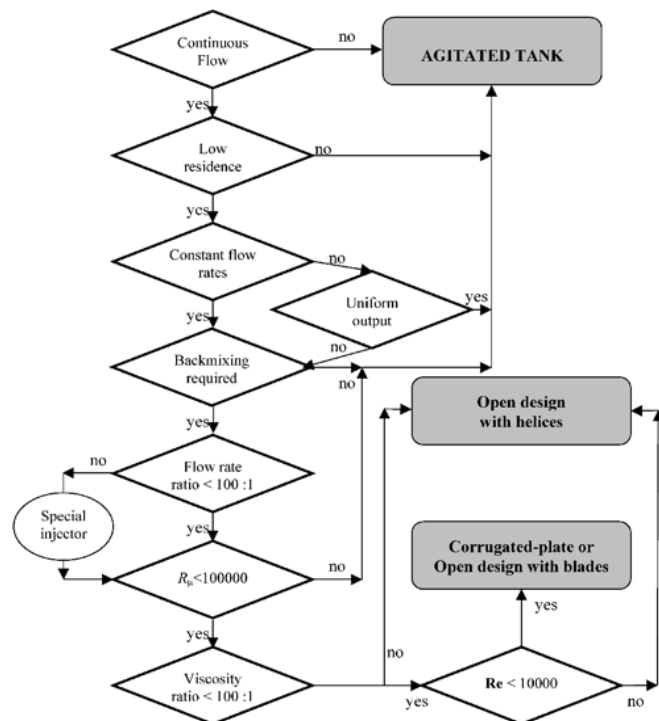 Continuous
Flow
no
AGITATED TANK
yes
Low
residence
no
yes
Constant flow
rates
no
Uniform
output
yes
yes
no
Backmixing
required
no
yes
Open design
with helices
no
Flow rate
ratio < 100 :1
Special
injector
yes
Corrugated-plate or
Open design with blades
Rμ<100000
no
yes
yes
no
Viscosity
ratio < 100 :1
yes
Re < 10000
no